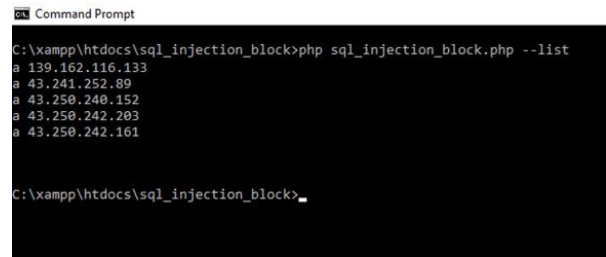 Command Prompt
C:\xampp\htdocs\sql_injection_block>php sql_injection_block.php --list
a 139.162.116.133
a 43.241.252.89
a 43.250.240.152
a 43.250.242.203
a 43.250.242.161
C:\xampp\htdocs\sql_injection_block>